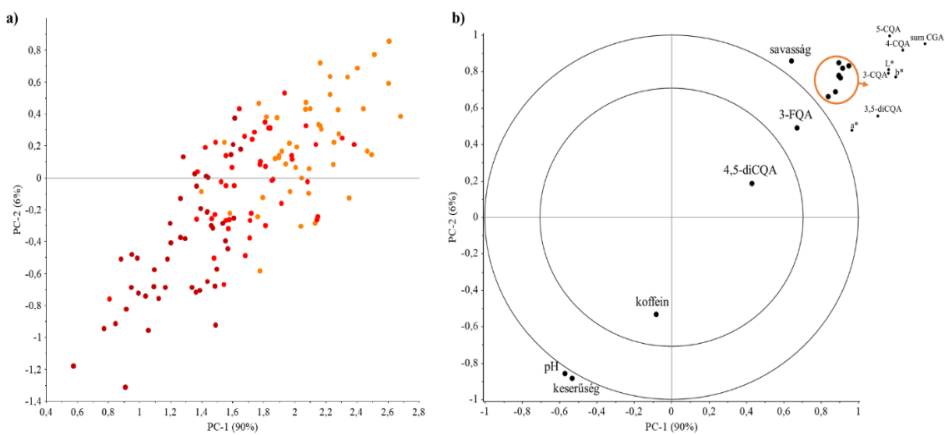 a)
PC-2 (6%)
1
0,8
0,6
0,4
0,2
0
-0,2
-0,4
-0,6
-0,8
-1
-1,2
-1,4
0,4 0,6 0,8 1 1,2 1,4 1,6 1,8 2 2,2 2,4 2,6 2,8
PC-1 (90%)
b)
PC-2 (6%)
1
0,8
0,6
0,4
0,2
0
-0,2
-0,4
-0,6
-0,8
-1
-1 -0,8 -0,6 -0,4 -0,2 0 0,2 0,4 0,6 0,8 1
PC-1 (90%)
savasság
3-FQA
4,5-diCQA
koffein
pH
keserűség
5-CQA
sum CGA
4-CQA
L*
3-CQA
b*
3,5-diCQA
a*